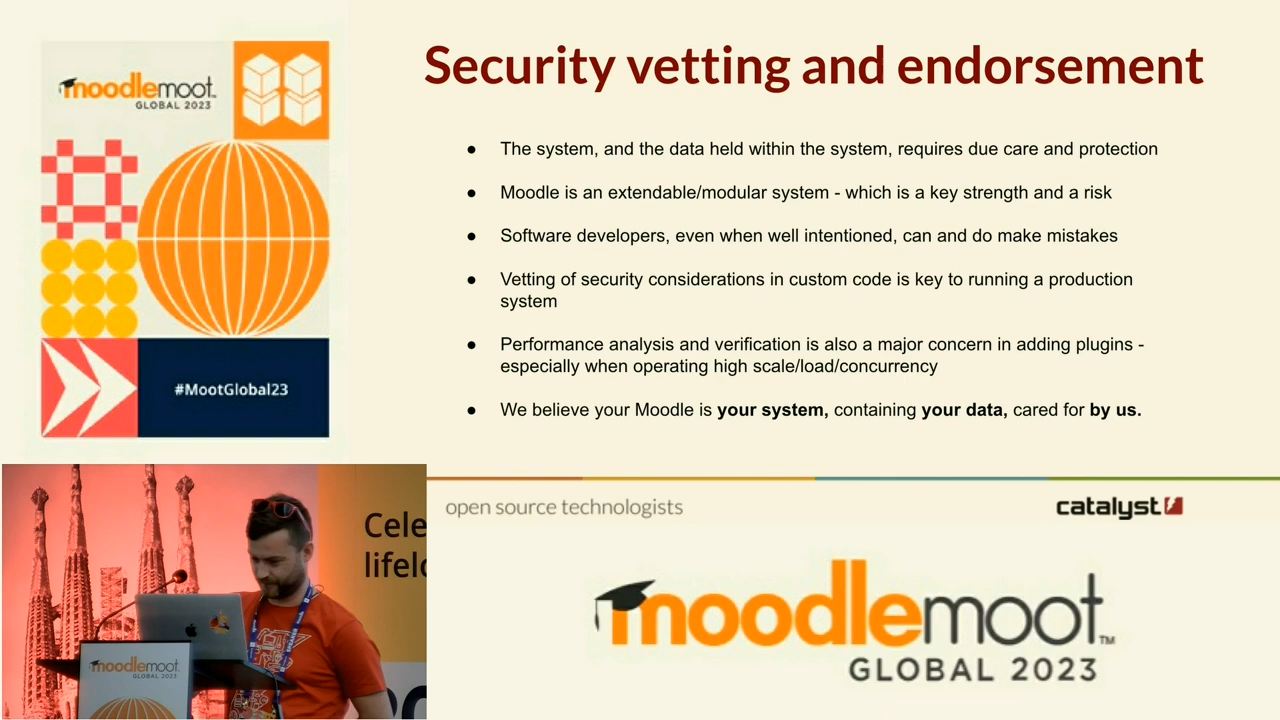 moodlemoot™
GLOBAL 2023
#MootGlobal23
Security vetting and endorsement
● The system, and the data held within the system, requires due care and protection
● Moodle is an extendable/modular system - which is a key strength and a risk
● Software developers, even when well intentioned, can and do make mistakes
● Vetting of security considerations in custom code is key to running a production
system
● Performance analysis and verification is also a major concern in adding plugins -
especially when operating high scale/load/concurrency
● We believe your Moodle is your system, containing your data, cared for by us.
open source technologists
catalyst
Cele
lifelo
moodlemoot
GLOBAL 2023
moodlemoot™
GLOBAL 2023